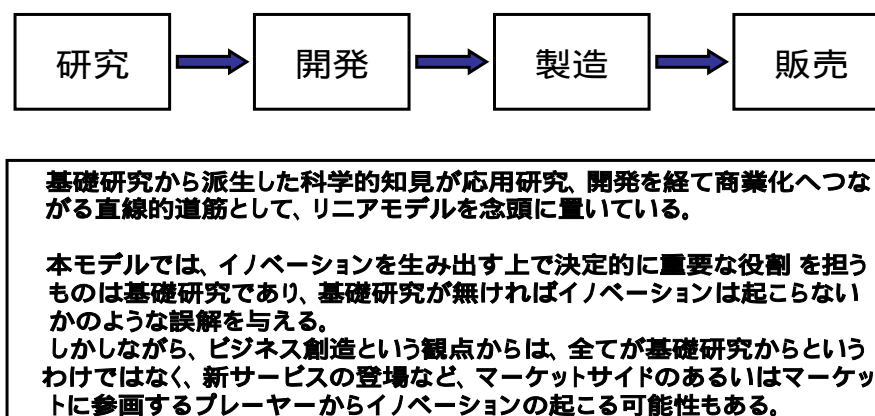 研究
開発
製造
販売
基礎研究から派生した科学的知見が応用研究、開発を経て商業化へつな
がる直線的道筋として、リニアモデルを念頭に置いている。
本モデルでは、イノベーションを生み出す上で決定的に重要な役割 を担う
ものは基礎研究であり、基礎研究が無ければイノベーションは起こらない
かのような誤解を与える。
しかしながら、ビジネス創造という観点からは、全てが基礎研究からという
わけではなく、新サービスの登場など、マーケットサイドのあるいはマーケッ
トに参画するプレーヤーからイノベーションの起こる可能性もある。